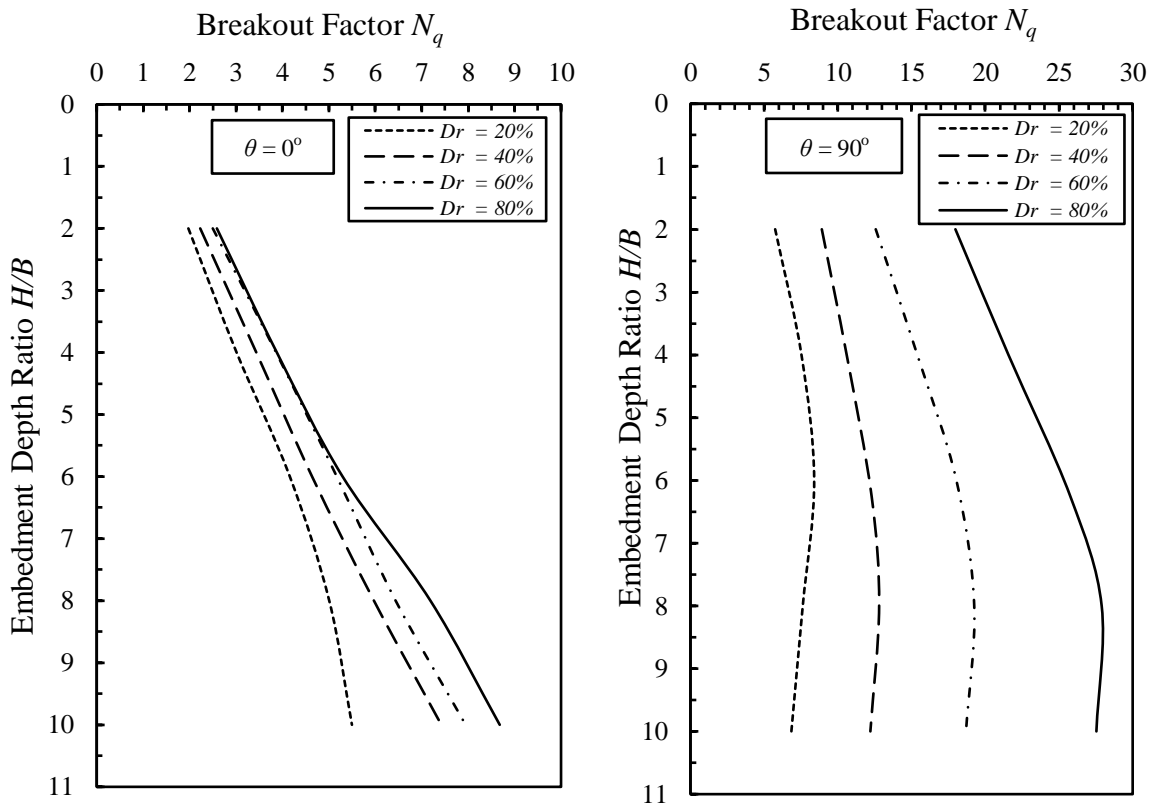 Breakout Factor N_q
0 1 2 3 4 5 6 7 8 9 10
θ = 0°
Dr = 20%
Dr = 40%
Dr = 60%
Dr = 80%
Embedment Depth Ratio H/B
0
1
2
3
4
5
6
7
8
9
10
11
Breakout Factor N_q
0 5 10 15 20 25 30
θ = 90°
Dr = 20%
Dr = 40%
Dr = 60%
Dr = 80%
Embedment Depth Ratio H/B
0
1
2
3
4
5
6
7
8
9
10
11